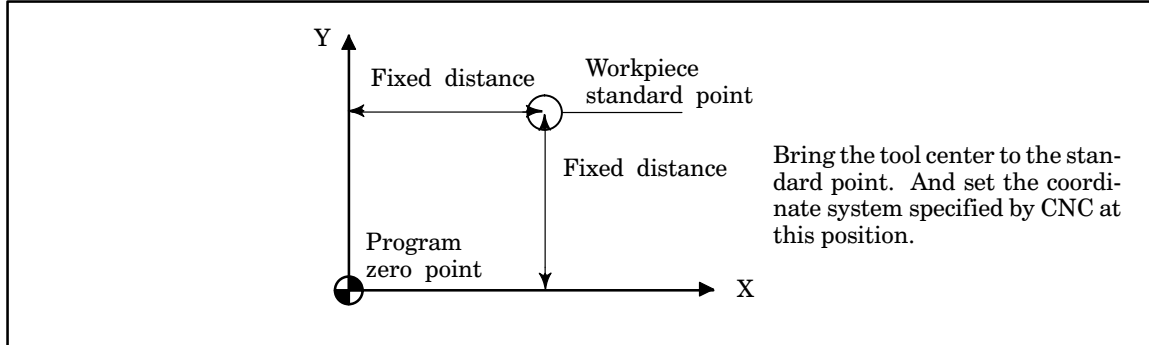 Y
Fixed distance
Workpiece
standard point
Fixed distance
Bring the tool center to the stan-
dard point. And set the coordi-
nate system specified by CNC at
this position.
Program
zero point
X